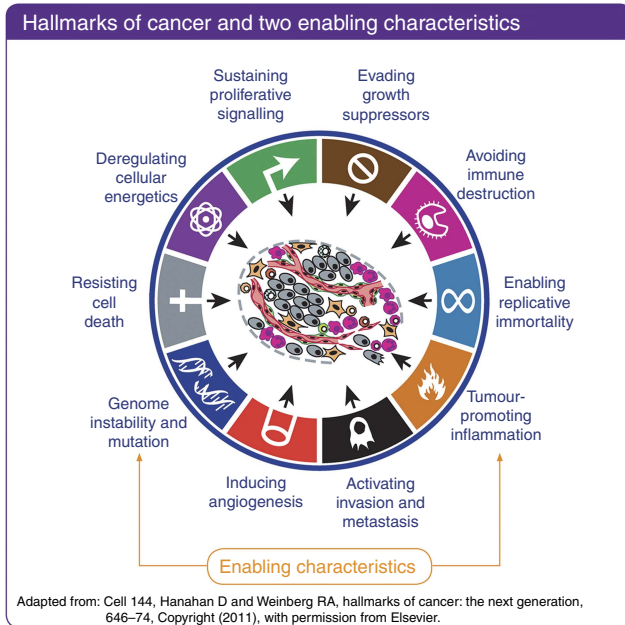 Hallmarks of cancer and two enabling characteristics
Sustaining
proliferative
signalling
Evading
growth
suppressors
Deregulating
cellular
energetics
Avoiding
immune
destruction
Resisting
cell
death
Enabling
replicative
immortality
Genome
instability and
mutation
Tumour-
promoting
inflammation
Inducing
angiogenesis
Activating
invasion and
metastasis
Enabling characteristics
Adapted from: Cell 144, Hanahan D and Weinberg RA, hallmarks of cancer: the next generation,
646–74, Copyright (2011), with permission from Elsevier.